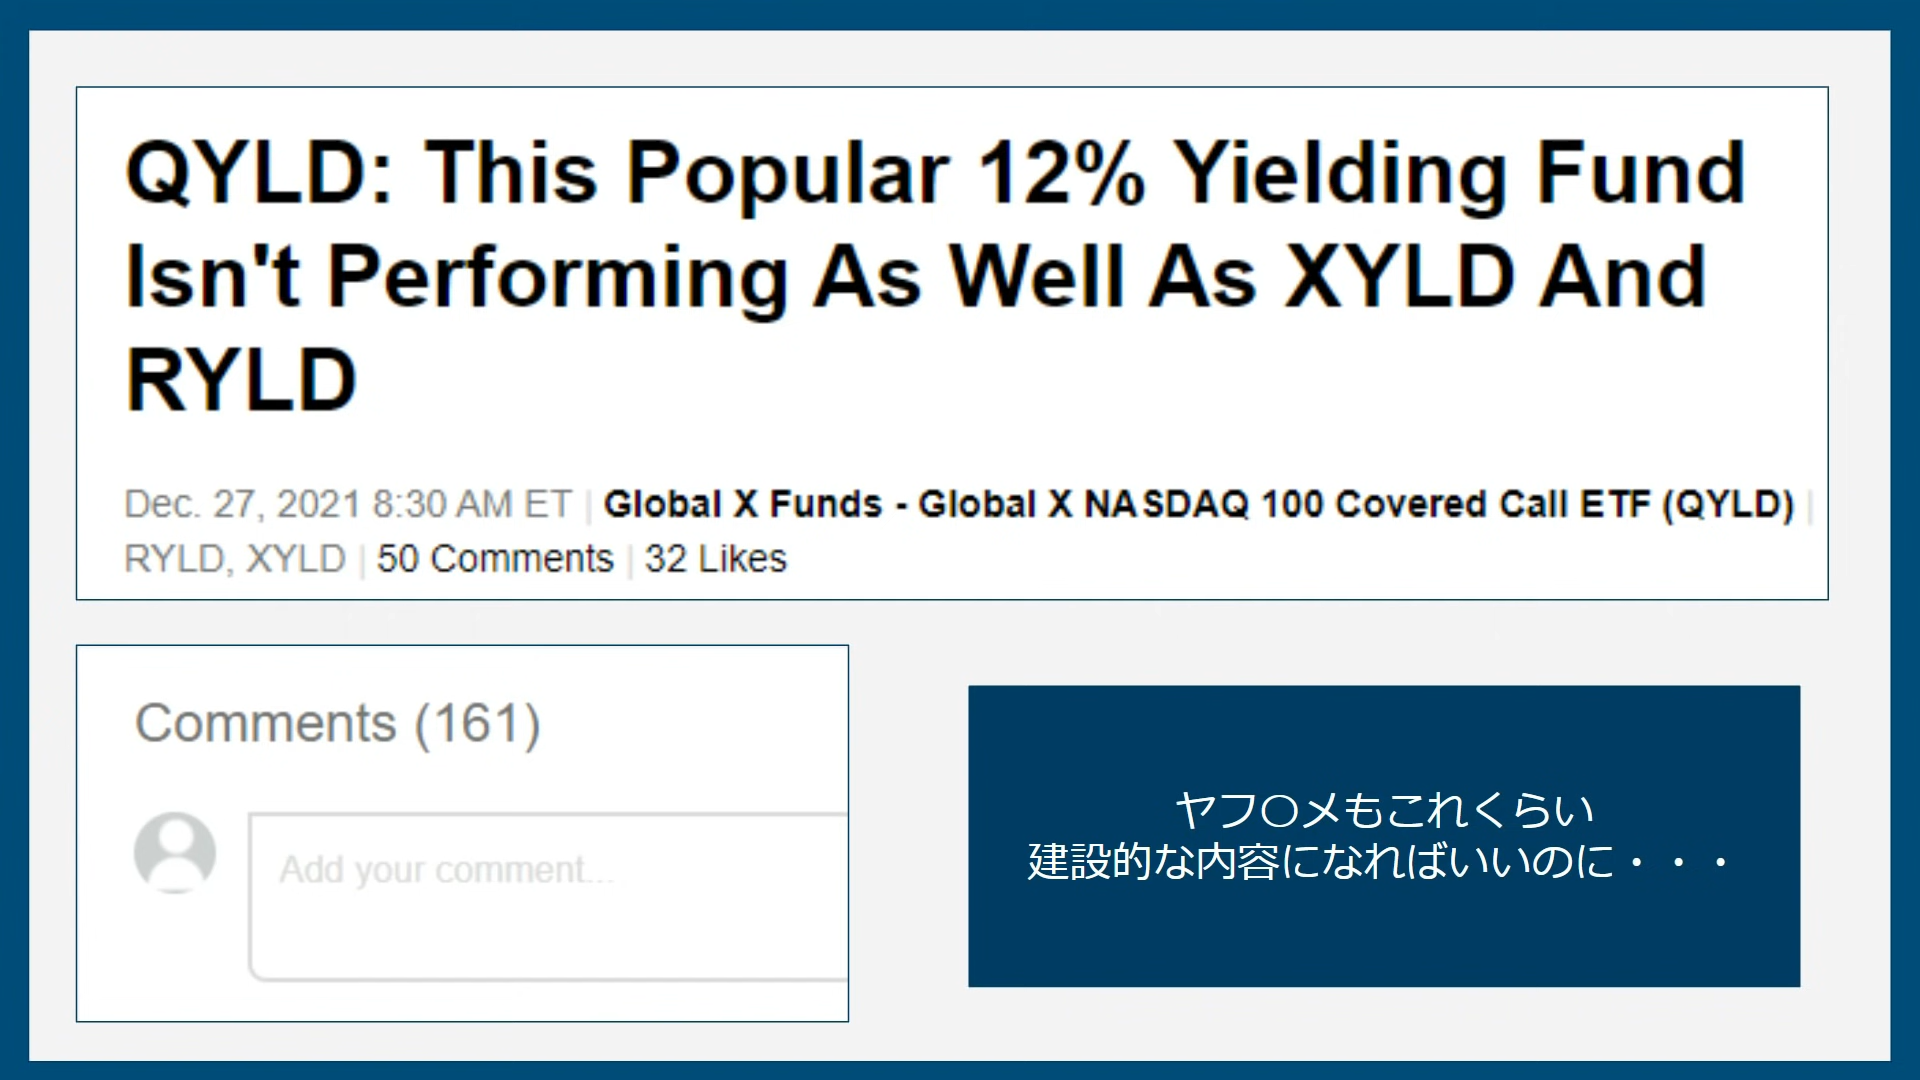 QYLD: This Popular 12% Yielding Fund
Isn't Performing As Well As XYLD And
RYLD
Dec. 27, 2021 8:30 AM ET | Global X Funds - Global X NASDAQ 100 Covered Call ETF (QYLD) |
RYLD, XYLD | 50 Comments | 32 Likes
Comments (161)
Add your comment...
ヤフ〇メもこれくらい
建設的な内容になればいいのに・・・